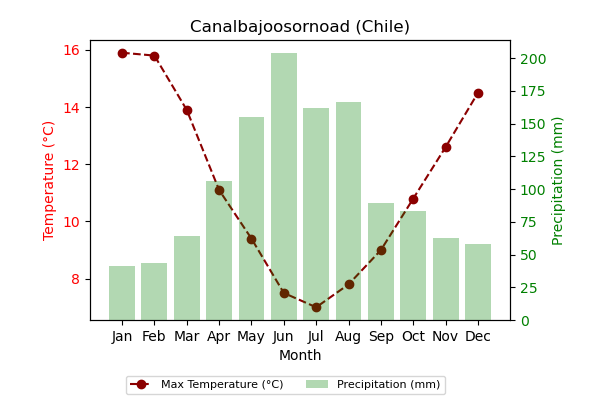 Canalbajoosornoad (Chile)
Temperature (°C)
16
14
12
10
8
200
175
150
125
100
75
50
25
0
Precipitation (mm)
Jan Feb Mar Apr May Jun Jul Aug Sep Oct Nov Dec
Month
Max Temperature (°C) Precipitation (mm)